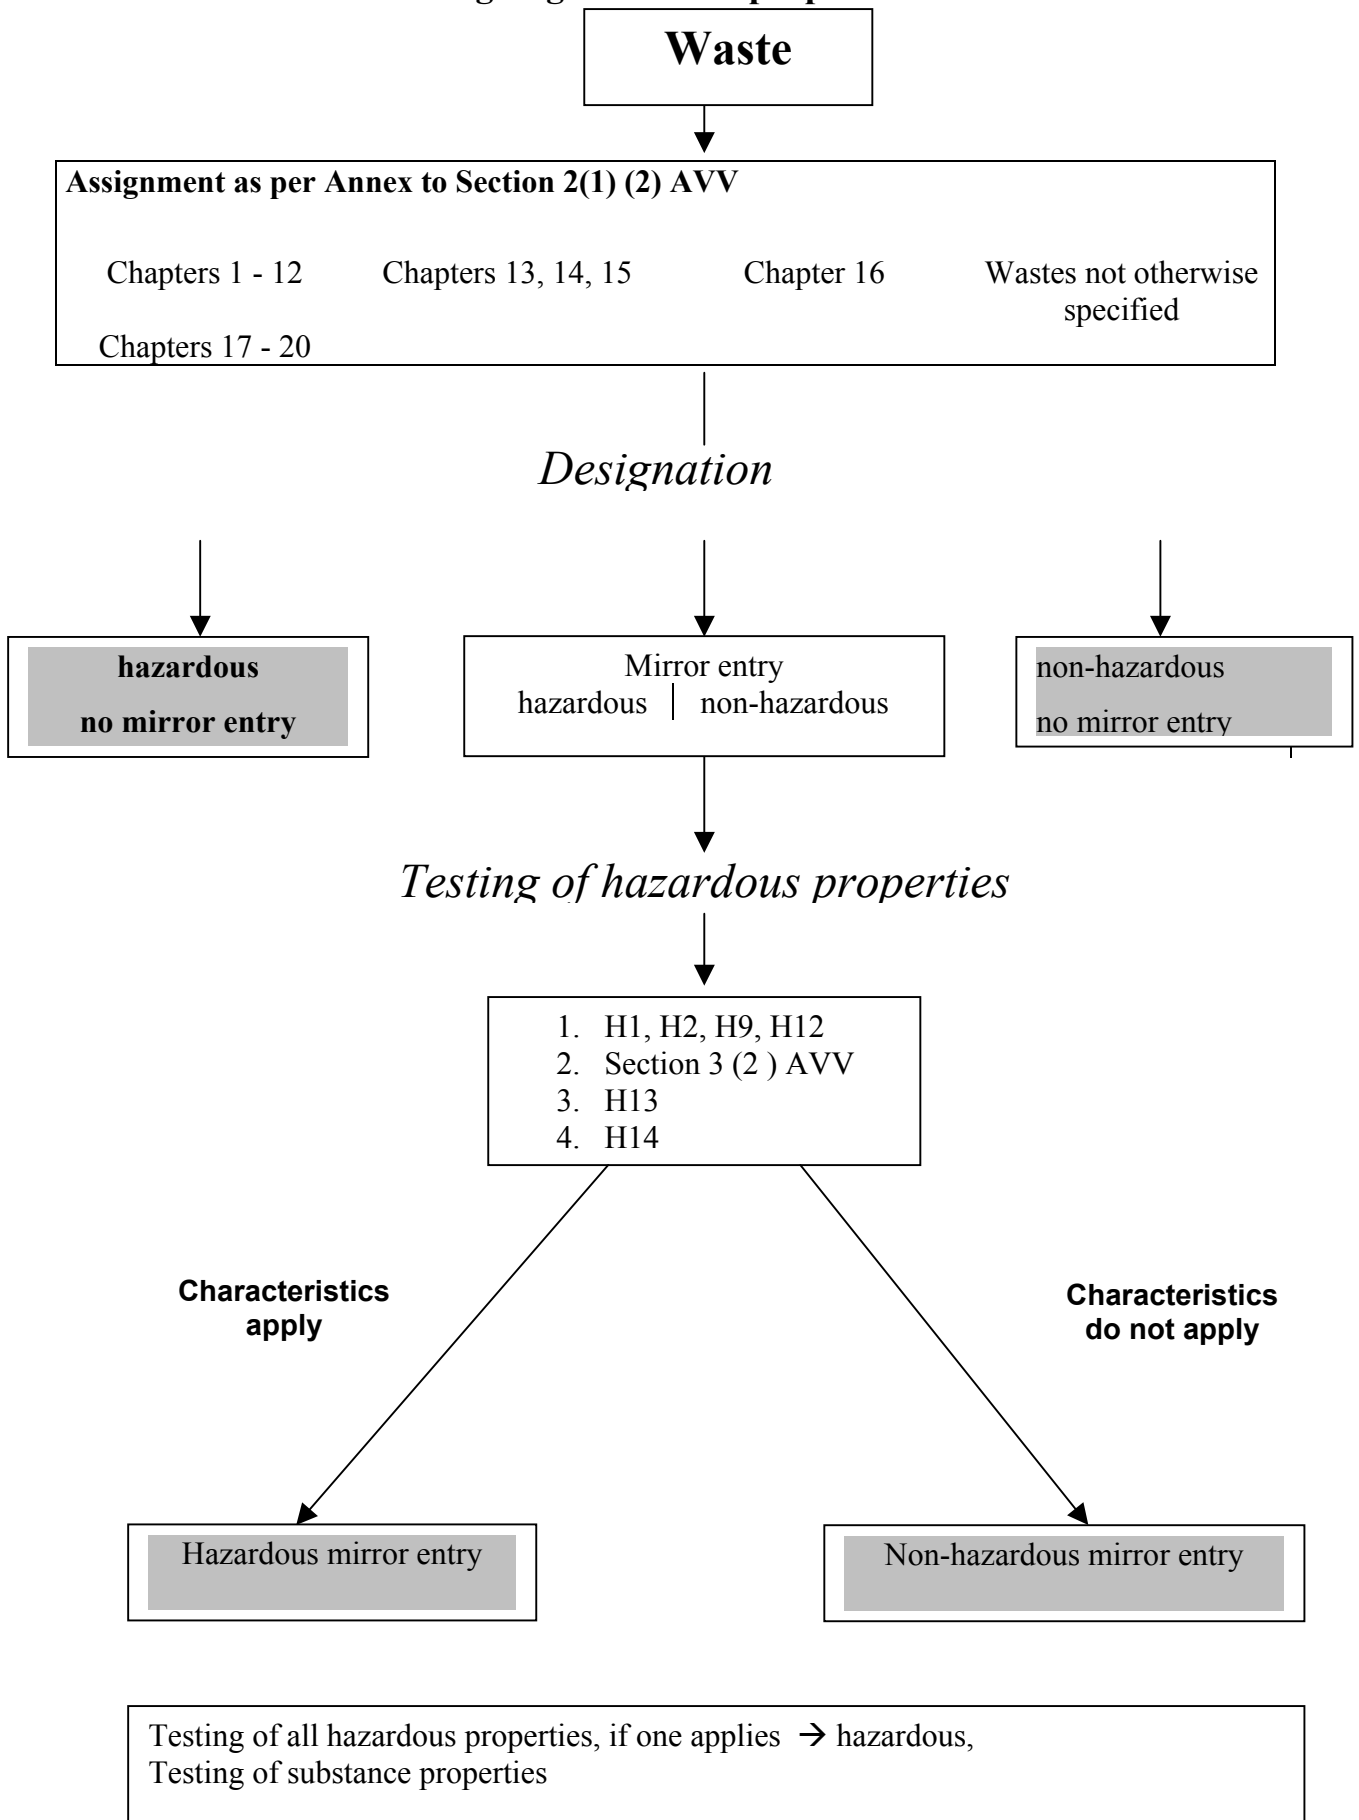 Waste
Assignment as per Annex to Section 2(1) (2) AVV
Chapters 1 - 12 Chapters 13, 14, 15 Chapter 16 Wastes not otherwise
specified
Chapters 17 - 20
Designation
hazardous
no mirror entry
Mirror entry
hazardous | non-hazardous
non-hazardous
no mirror entry
Testing of hazardous properties
1. H1, H2, H9, H12
2. Section 3 (2 ) AVV
3. H13
4. H14
Characteristics
apply
Characteristics
do not apply
Hazardous mirror entry
Non-hazardous mirror entry
Testing of all hazardous properties, if one applies → hazardous,
Testing of substance properties